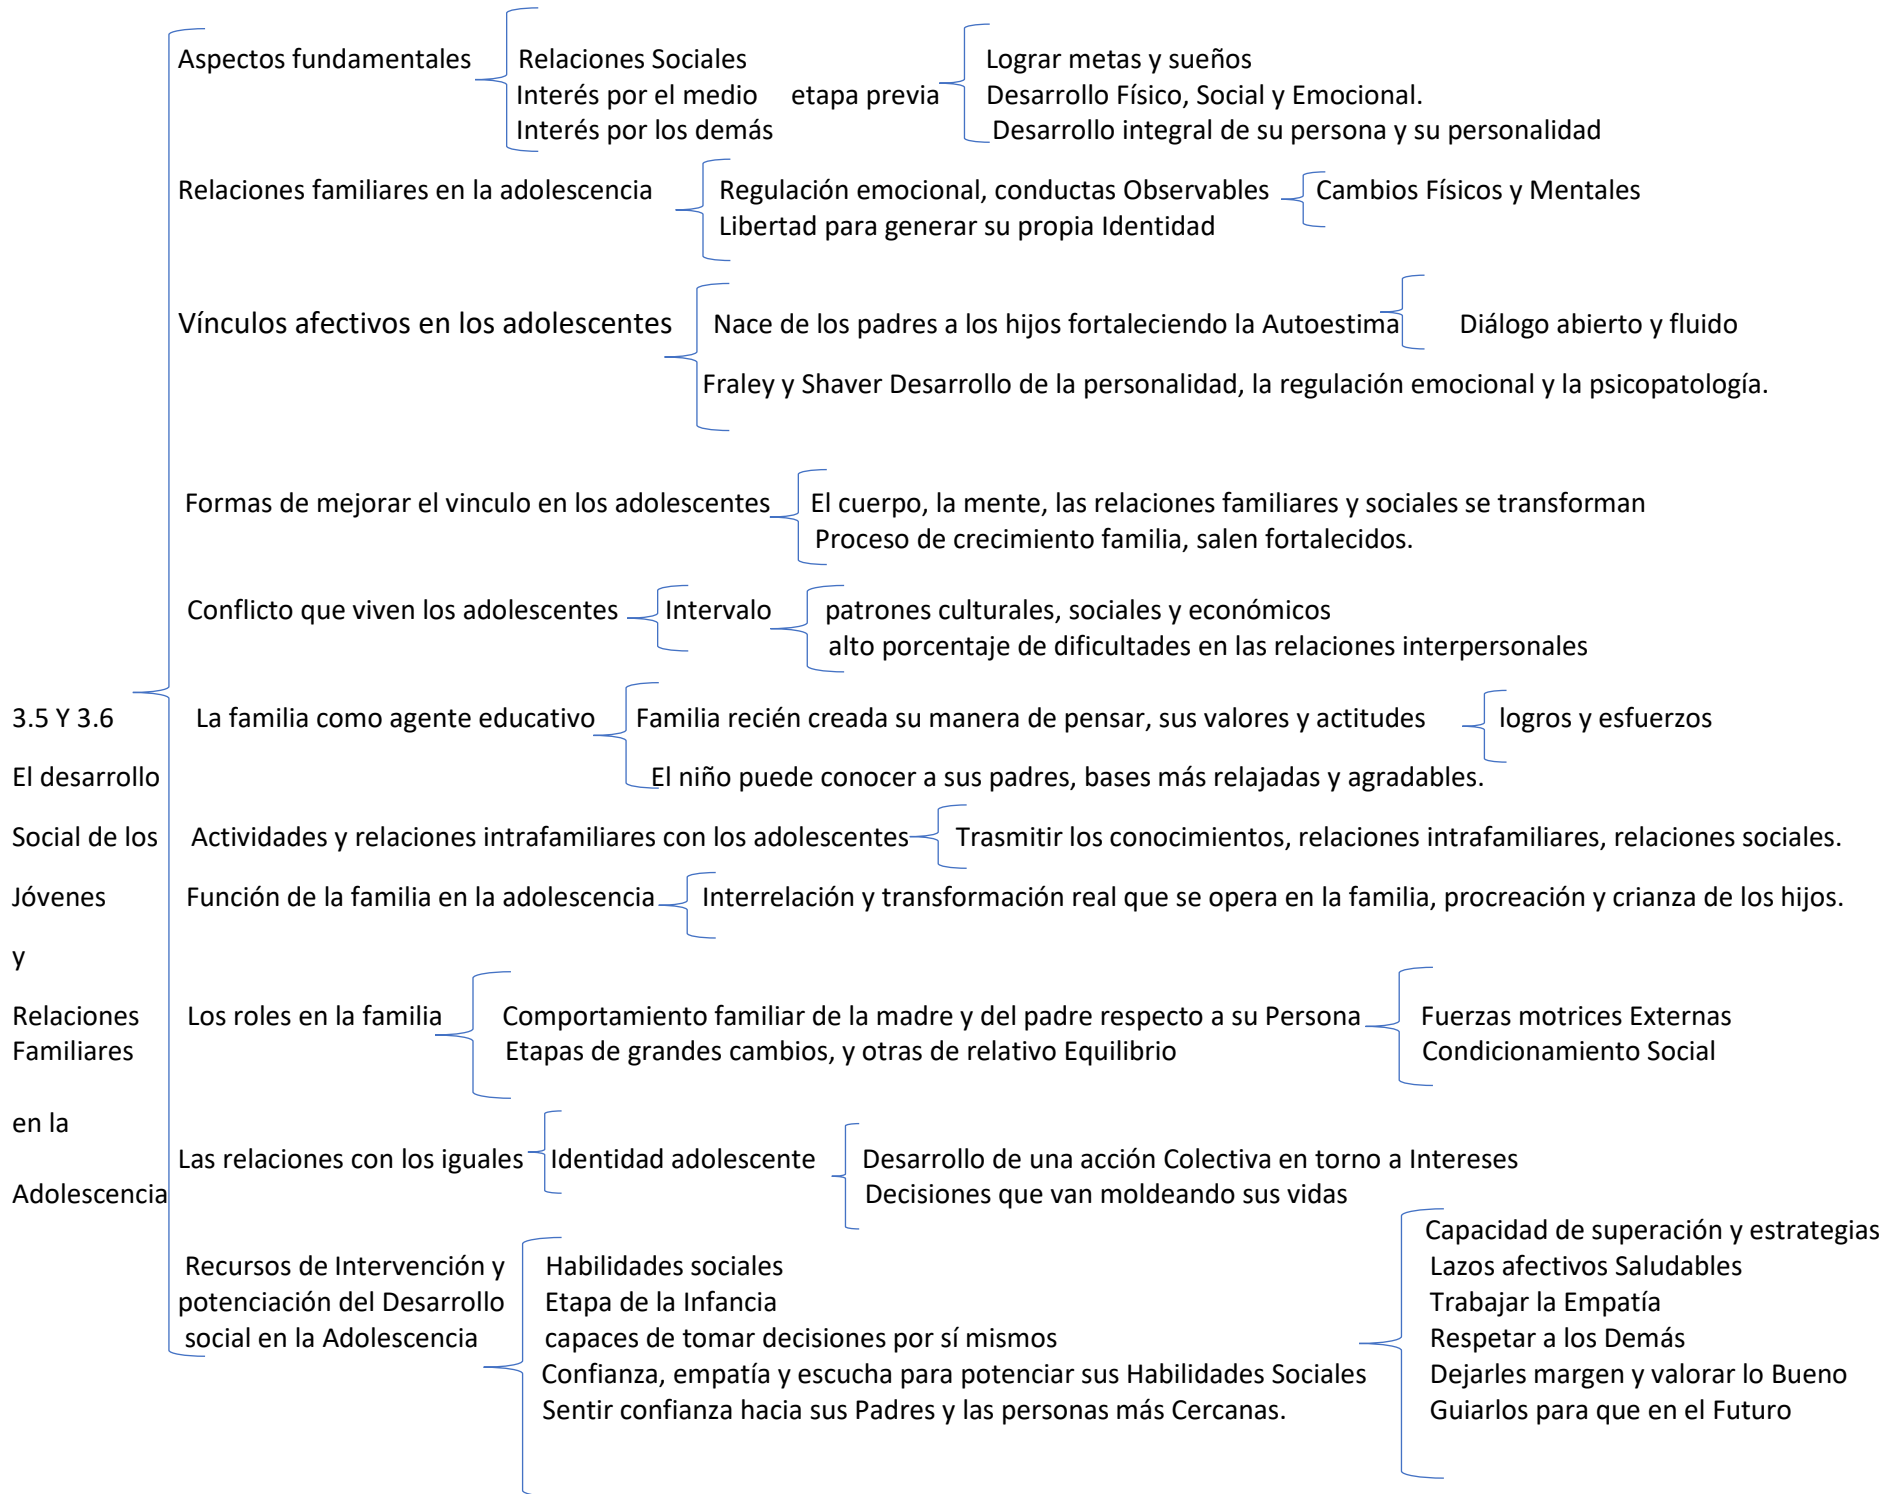 Aspectos fundamentales
Relaciones Sociales
Interés por el medio etapa previa
Interés por los demás
Lograr metas y sueños
Desarrollo Físico, Social y Emocional.
Desarrollo integral de su persona y su personalidad
Relaciones familiares en la adolescencia
Regulación emocional, conductas Observables
Libertad para generar su propia Identidad
Cambios Físicos y Mentales
Vínculos afectivos en los adolescentes
Nace de los padres a los hijos fortaleciendo la Autoestima
Diálogo abierto y fluido
Fraley y Shaver Desarrollo de la personalidad, la regulación emocional y la psicopatología.
Formas de mejorar el vinculo en los adolescentes
El cuerpo, la mente, las relaciones familiares y sociales se transforman
Proceso de crecimiento familia, salen fortalecidos.
Conflicto que viven los adolescentes
Intervalo
patrones culturales, sociales y económicos
alto porcentaje de dificultades en las relaciones interpersonales
3.5 Y 3.6
El desarrollo
Social de los
Jóvenes
y
Relaciones
Familiares
en la
Adolescencia
La familia como agente educativo
Familia recién creada su manera de pensar, sus valores y actitudes
logros y esfuerzos
El niño puede conocer a sus padres, bases más relajadas y agradables.
Actividades y relaciones intrafamiliares con los adolescentes
Trasmitir los conocimientos, relaciones intrafamiliares, relaciones sociales.
Función de la familia en la adolescencia
Interrelación y transformación real que se opera en la familia, procreación y crianza de los hijos.
Los roles en la familia
Comportamiento familiar de la madre y del padre respecto a su Persona
Etapas de grandes cambios, y otras de relativo Equilibrio
Fuerzas motrices Externas
Condicionamiento Social
Las relaciones con los iguales
Identidad adolescente
Desarrollo de una acción Colectiva en torno a Intereses
Decisiones que van moldeando sus vidas
Recursos de Intervención y
potenciación del Desarrollo
social en la Adolescencia
Habilidades sociales
Etapa de la Infancia
capaces de tomar decisiones por sí mismos
Confianza, empatía y escucha para potenciar sus Habilidades Sociales
Sentir confianza hacia sus Padres y las personas más Cercanas.
Capacidad de superación y estrategias
Lazos afectivos Saludables
Trabajar la Empatía
Respetar a los Demás
Dejarles margen y valorar lo Bueno
Guiarlos para que en el Futuro